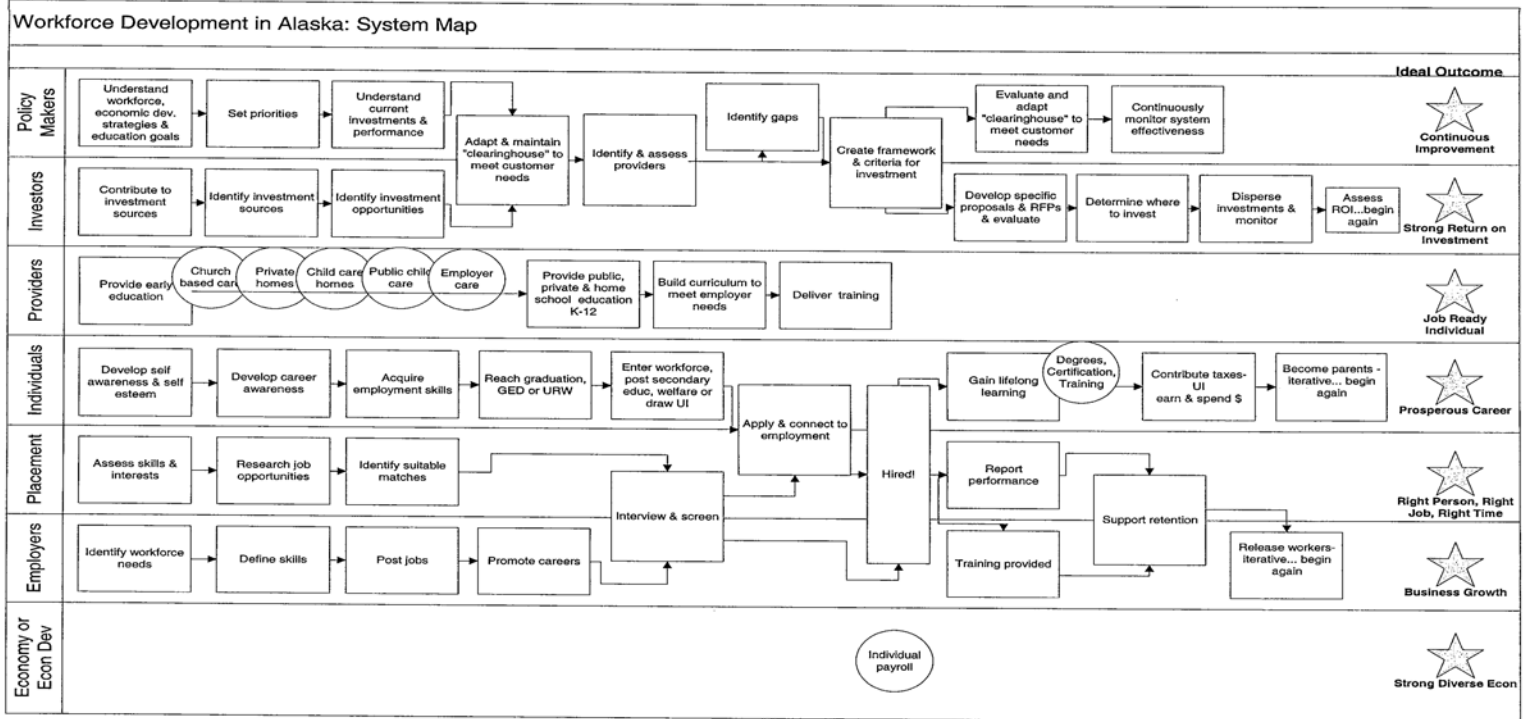 Workforce Development in Alaska: System Map
Ideal Outcome
Policy
Makers
Understand
workforce,
economic dev.
strategies &
education goals
Set priorities
Understand
current
investments &
performance
Adapt & maintain
"clearinghouse" to
meet customer
needs
Identify & assess
providers
Identify gaps
Create framework
& criteria for
investment
Evaluate and
adapt
"clearinghouse" to
meet customer
needs
Continuously
monitor system
effectiveness
Continuous
Improvement
Investors
Contribute to
investment
sources
Identify investment
sources
Identify investment
opportunities
Develop specific
proposals & RFPs
& evaluate
Determine where
to invest
Disperse
investments &
monitor
Assess
ROI...begin
again
Strong Return on
Investment
Providers
Provide early
education
Church
based care
Private
homes
Child care
homes
Public child
care
Employer
care
Provide public,
private & home
school education
K-12
Build curriculum to
meet employer
needs
Deliver training
Job Ready
Individual
Individuals
Develop self
awareness & self
esteem
Develop career
awareness
Acquire
employment skills
Reach graduation,
GED or URW
Enter workforce,
post secondary
educ, welfare or
draw UI
Apply & connect to
employment
Hired!
Gain lifelong
learning
Degrees,
Certification,
Training
Contribute taxes-
UI
earn & spend $
Become parents -
iterative... begin
again
Prosperous Career
Placement
Assess skills &
interests
Research job
opportunities
Identify suitable
matches
Interview & screen
Report
performance
Support retention
Right Person, Right
Job, Right Time
Employers
Identify workforce
needs
Define skills
Post jobs
Promote careers
Training provided
Release workers-
iterative... begin
again
Business Growth
Economy or
Econ Dev
Individual
payroll
Strong Diverse Econ